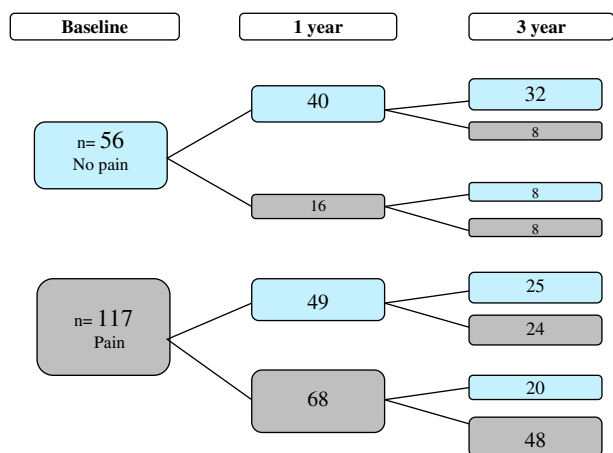 Baseline
1 year
3 year
n= 56
No pain
40
32
8
16
8
8
n= 117
Pain
49
25
24
68
20
48